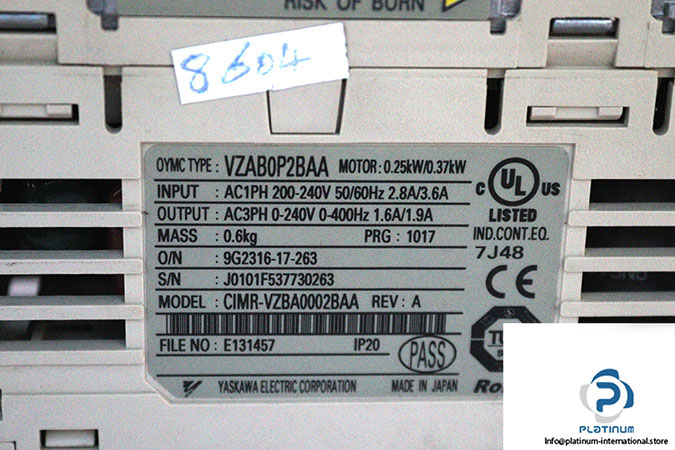 RISK OF BURN
8604
OYMC TYPE : VZAB0P2BAA MOTOR : 0.25kW/0.37kW
INPUT : AC1PH 200-240V 50/60Hz 2.8A/3.6A
OUTPUT : AC3PH 0-240V 0-400Hz 1.6A/1.9A
MASS : 0.6kg PRG : 1017
O/N : 9G2316-17-263
S/N : J0101F537730263
MODEL : CIMR-VZBA0002BAA REV : A
FILE NO : E131457 IP20
PASS
YASKAWA ELECTRIC CORPORATION MADE IN JAPAN
C UL US
LISTED
IND.CONT.EQ.
7J48
CE
PLATINUM
Info@platinum-international.store